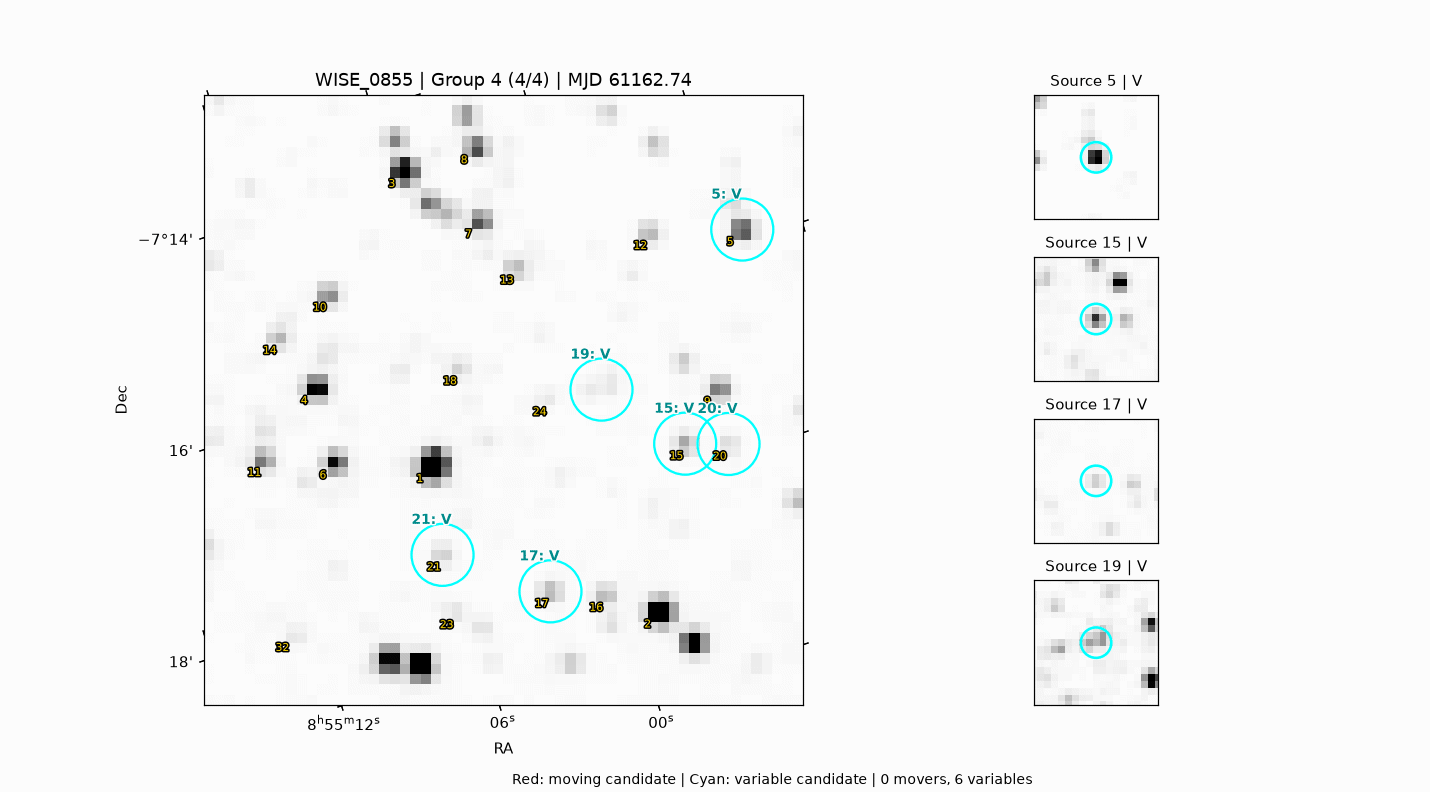 WISE_0855 | Group 4 (4/4) | MJD 61162.74
Source 5 | V
8
3
5: V
7
12
5
−7°14'
13
Source 15 | V
10
14
19: V
18
4
9
Dec
24
15: V 20: V
Source 17 | V
15
20
16'
11
6
1
21: V
17: V
21
Source 19 | V
17
16
23
2
32
18'
8ʰ55ᵐ12ˢ
06ˢ
00ˢ
RA
Red: moving candidate | Cyan: variable candidate | 0 movers, 6 variables